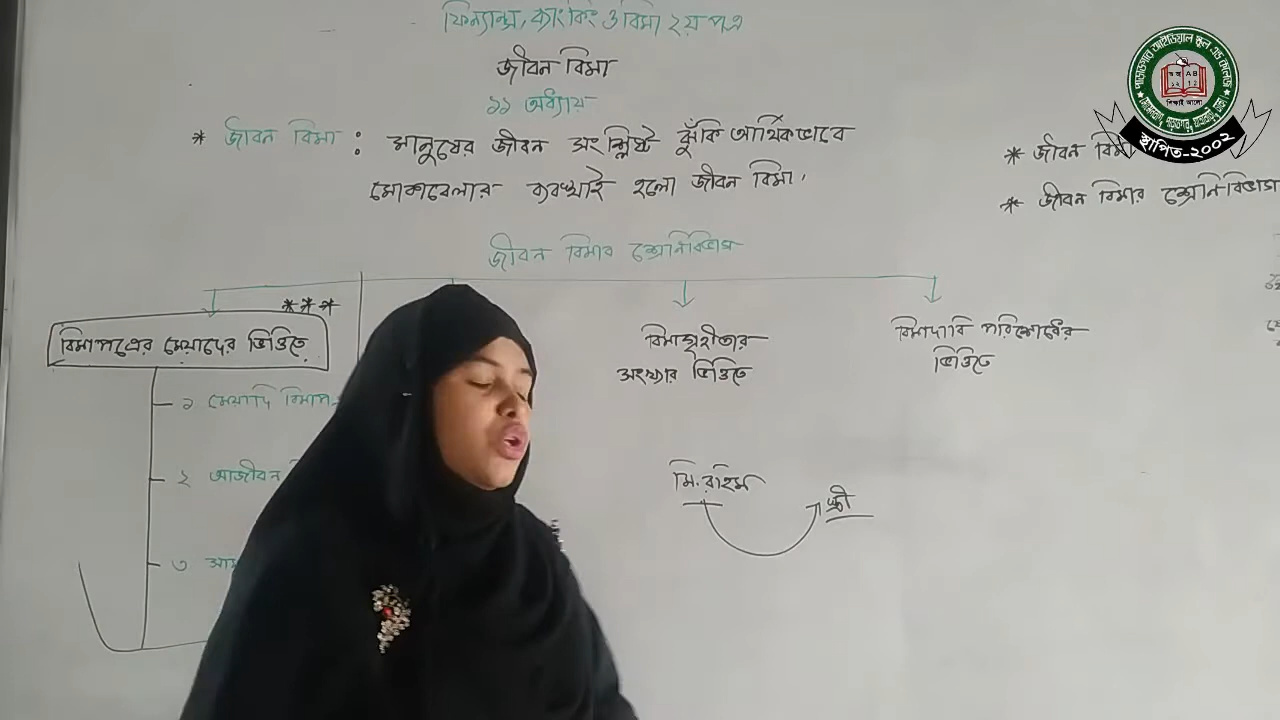 ফিন্যান্স, ব্যাংকিং ও বিমা ২য় পত্র
জীবন বিমা
১১ অধ্যায়
* জীবন বিমা : মানুষের জীবন সংশ্লিষ্ট ঝুঁকি আর্থিকভাবে
মোকাবেলার ব্যবস্থাই হলো জীবন বিমা।
* জীবন বিমা
* জীবন বিমার শ্রেণিবিভাগ
জীবন বিমার শ্রেণিবিভাগ
***
বিমাপত্রের মেয়াদের ভিত্তিতে
বিমাগ্রহীতার
সংখ্যার ভিত্তিতে
বিমাদাবি পরিশোধের
ভিত্তিতে
১ মেয়াদি বিমাপ
২ আজীবন
৩
মি. রহিম
স্ত্রী
স্থাপিত-২০০২